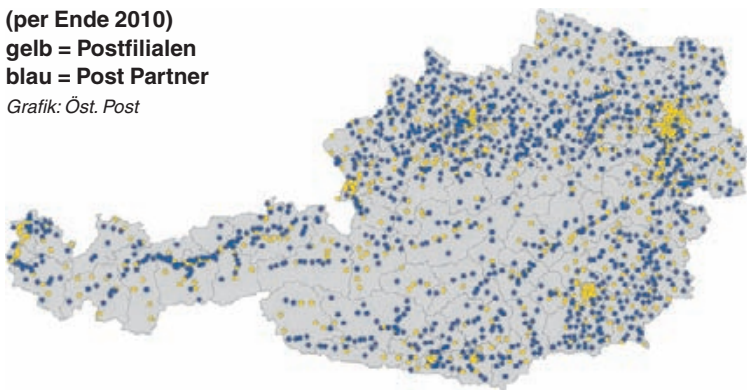 (per Ende 2010)
gelb = Postfilialen
blau = Post Partner
Grafik: Öst. Post